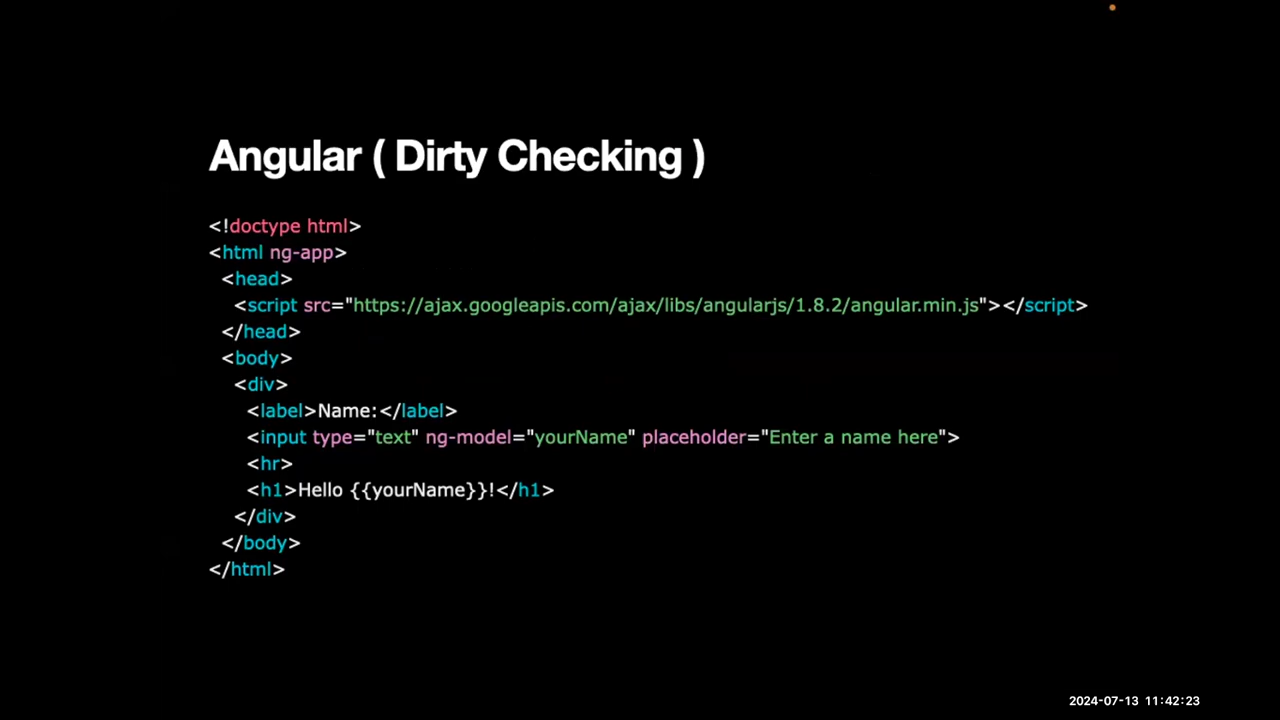 Angular ( Dirty Checking )
<!doctype html>
<html ng-app>
<head>
<script src="https://ajax.googleapis.com/ajax/libs/angularjs/1.8.2/angular.min.js"></script>
</head>
<body>
<div>
<label>Name:</label>
<input type="text" ng-model="yourName" placeholder="Enter a name here">
<hr>
<h1>Hello {{yourName}}!</h1>
</div>
</body>
</html>
2024-07-13 11:42:23